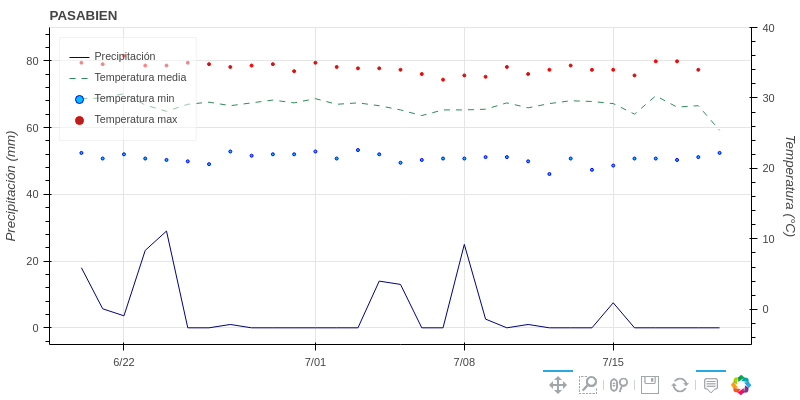 PASABIEN
Precipitación
Temperatura media
Temperatura min
Temperatura max
Precipitación (mm)
80
60
40
20
0
40
30
20
10
0
Temperatura (°C)
6/22
7/01
7/08
7/15